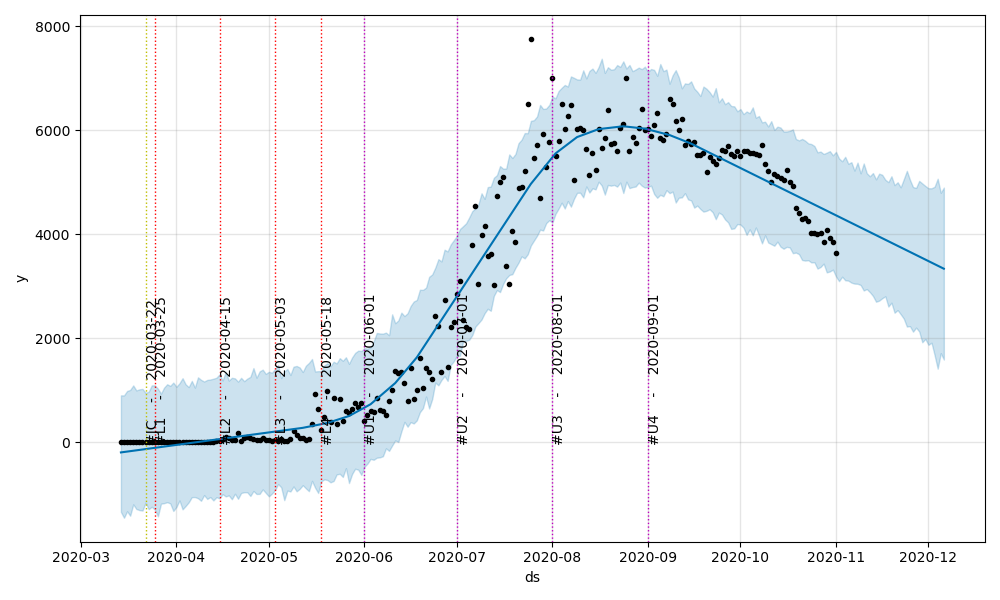 8000
6000
4000
2000
0
y
#JC - 2020-03-22
#L1 - 2020-03-25
#L2 - 2020-04-15
#L3 - 2020-05-03
#L4 - 2020-05-18
#U1 - 2020-06-01
#U2 - 2020-07-01
#U3 - 2020-08-01
#U4 - 2020-09-01
2020-03
2020-04
2020-05
2020-06
2020-07
2020-08
2020-09
2020-10
2020-11
2020-12
ds